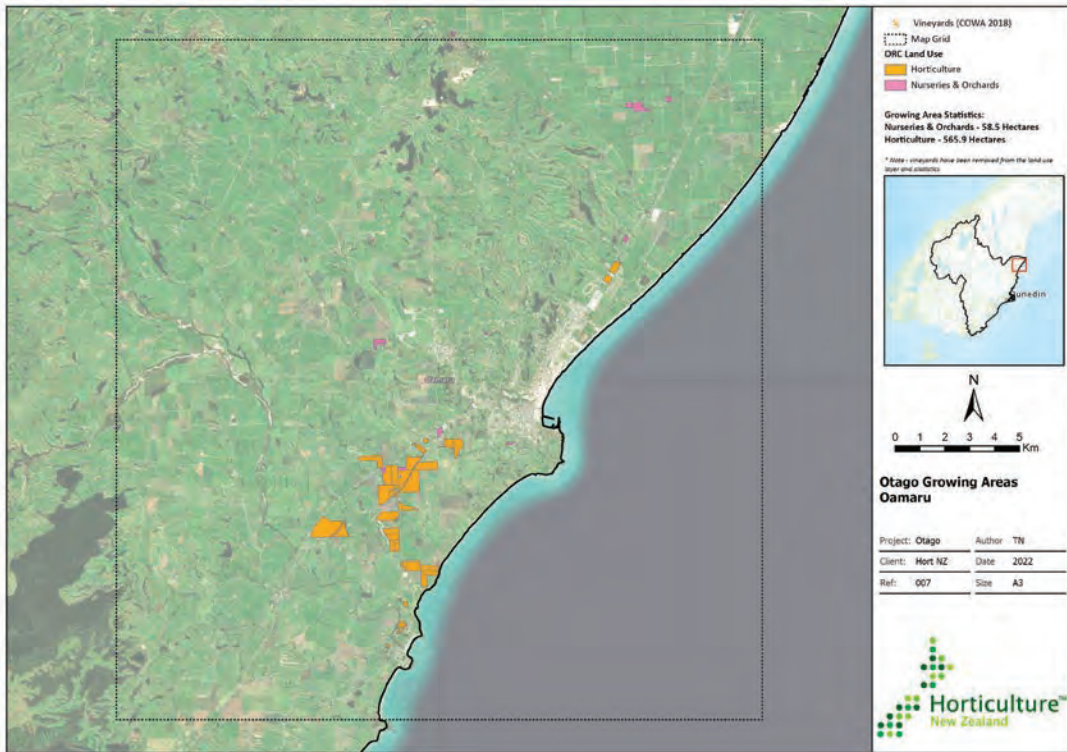 Vineyards (COWA 2018)
Map Grid
ORC Land Use
Horticulture
Nurseries & Orchards
Growing Area Statistics:
Nurseries & Orchards - 58.5 Hectares
Horticulture - 565.9 Hectares
* Note : vineyards have been removed from the land use
layer and statistics
Dunedin
Oamaru
N
0 1 2 3 4 5
Km
Otago Growing Areas
Oamaru
Project: Otago Author TN
Client: Hort NZ Date 2022
Ref: 007 Size A3
Horticulture™
New Zealand